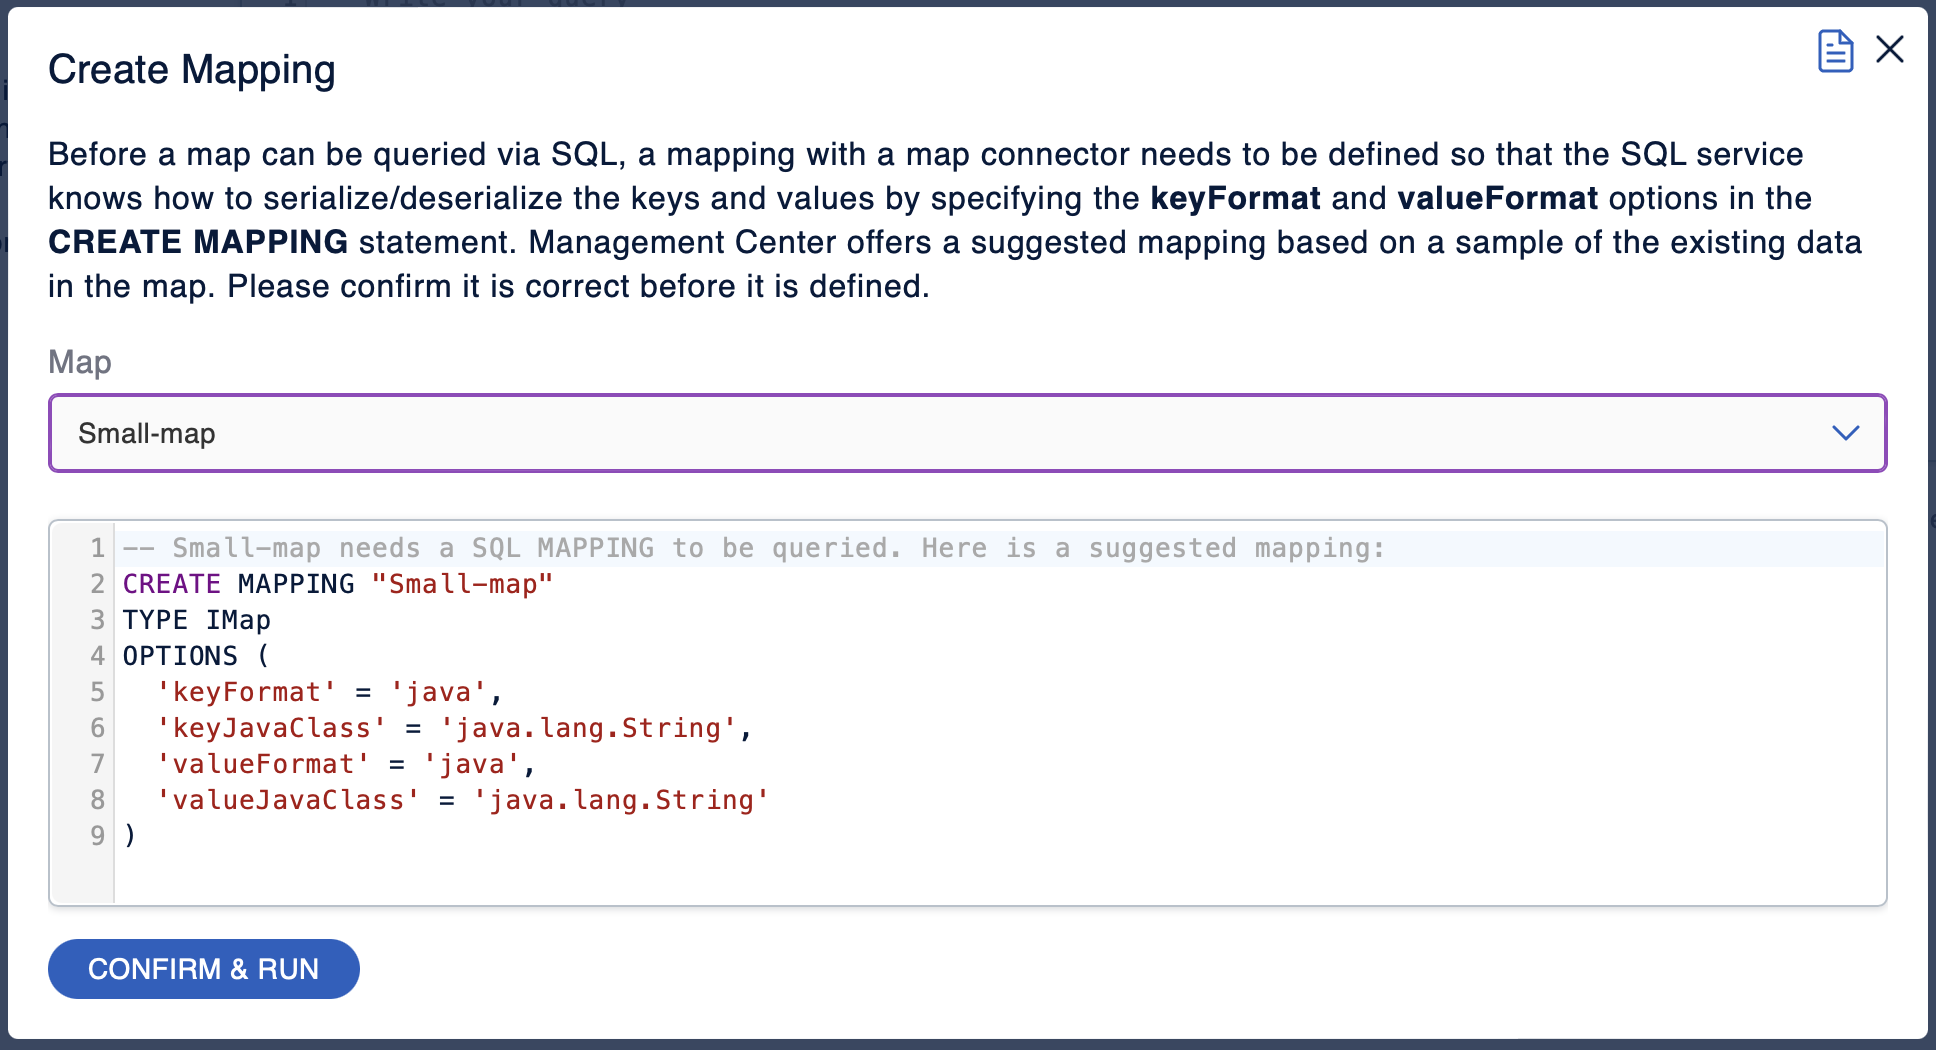 Create Mapping
Before a map can be queried via SQL, a mapping with a map connector needs to be defined so that the SQL service
knows how to serialize/deserialize the keys and values by specifying the keyFormat and valueFormat options in the
CREATE MAPPING statement. Management Center offers a suggested mapping based on a sample of the existing data
in the map. Please confirm it is correct before it is defined.
Map
Small-map
1 -- Small-map needs a SQL MAPPING to be queried. Here is a suggested mapping:
2 CREATE MAPPING "Small-map"
3 TYPE IMap
4 OPTIONS (
5   'keyFormat' = 'java',
6   'keyJavaClass' = 'java.lang.String',
7   'valueFormat' = 'java',
8   'valueJavaClass' = 'java.lang.String'
9 )
CONFIRM & RUN